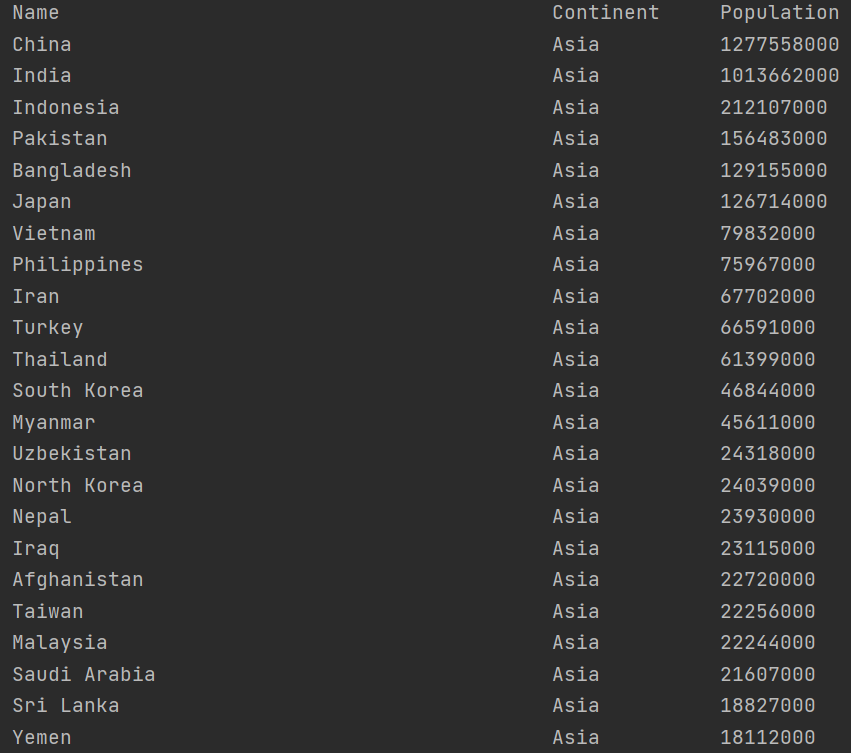 Name Continent Population
China Asia 1277558000
India Asia 1013662000
Indonesia Asia 212107000
Pakistan Asia 156483000
Bangladesh Asia 129155000
Japan Asia 126714000
Vietnam Asia 79832000
Philippines Asia 75967000
Iran Asia 67702000
Turkey Asia 66591000
Thailand Asia 61399000
South Korea Asia 46844000
Myanmar Asia 45611000
Uzbekistan Asia 24318000
North Korea Asia 24039000
Nepal Asia 23930000
Iraq Asia 23115000
Afghanistan Asia 22720000
Taiwan Asia 22256000
Malaysia Asia 22244000
Saudi Arabia Asia 21607000
Sri Lanka Asia 18827000
Yemen Asia 18112000